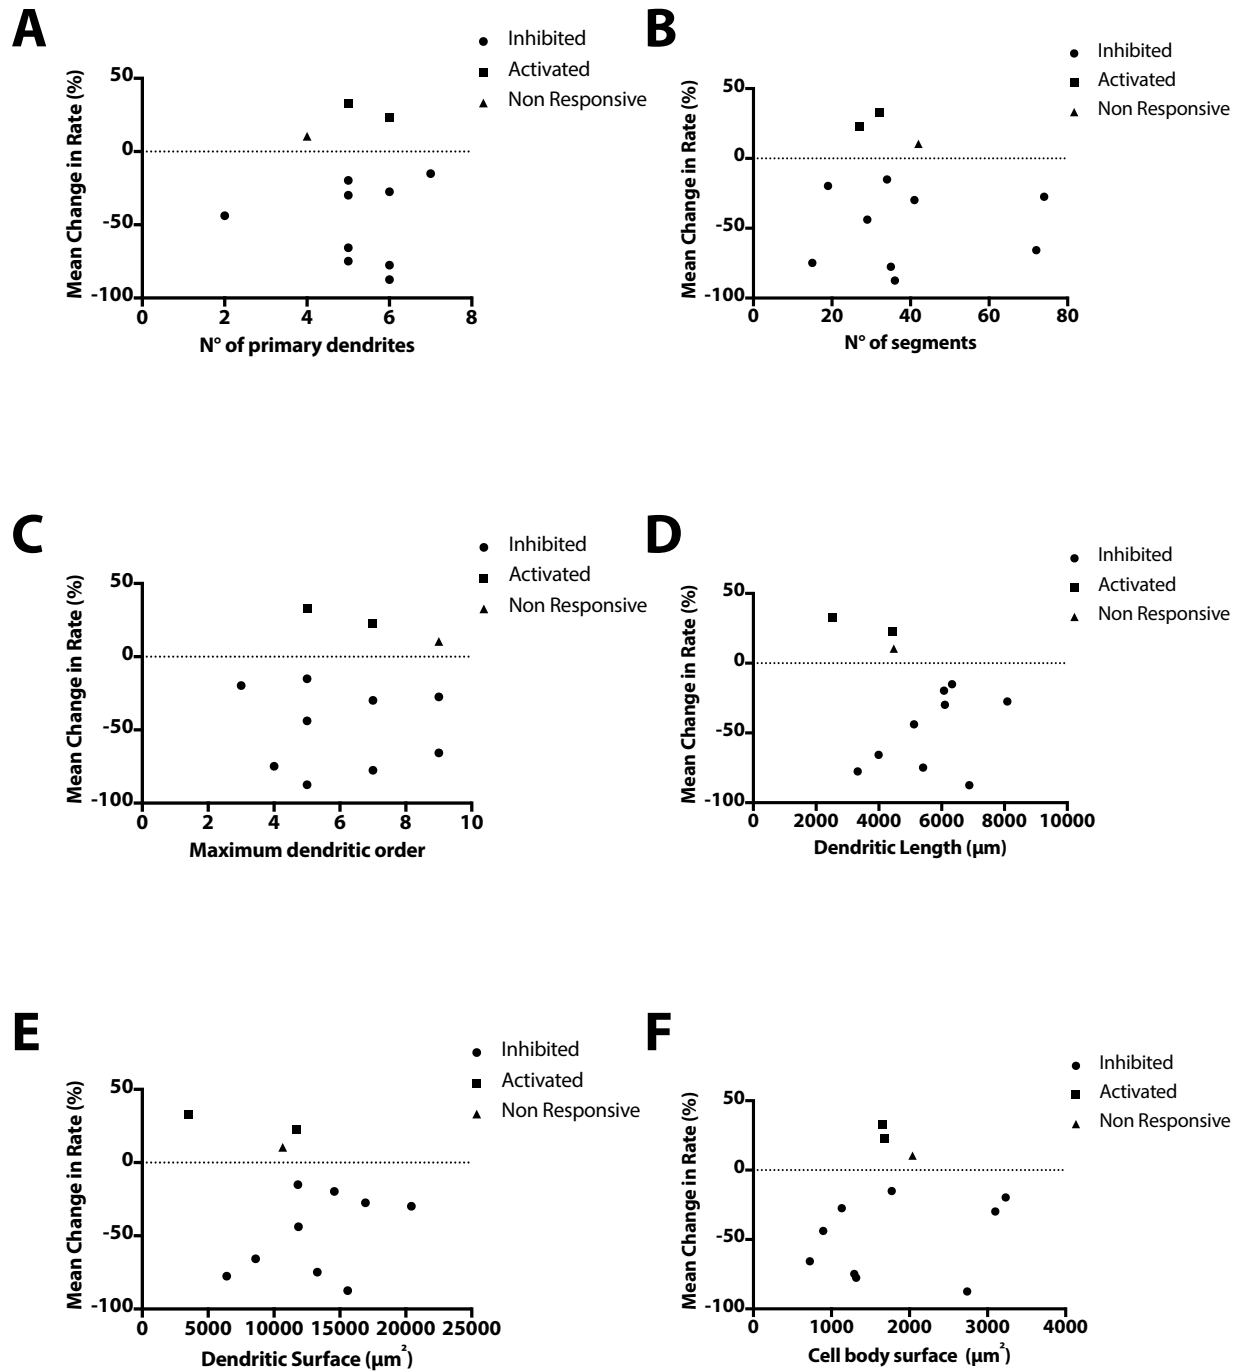 A
Inhibited
Activated
Non Responsive
Mean Change in Rate (%)
50
0
-50
-100
0 2 4 6 8
N° of primary dendrites
B
Inhibited
Activated
Non Responsive
Mean Change in Rate (%)
50
0
-50
-100
0 20 40 60 80
N° of segments
C
Inhibited
Activated
Non Responsive
Mean Change in Rate (%)
50
0
-50
-100
0 2 4 6 8 10
Maximum dendritic order
D
Inhibited
Activated
Non Responsive
Mean Change in Rate (%)
50
0
-50
-100
0 2000 4000 6000 8000 10000
Dendritic Length (µm)
E
Inhibited
Activated
Non Responsive
Mean Change in Rate (%)
50
0
-50
-100
0 5000 10000 15000 20000 25000
Dendritic Surface (µm²)
F
Inhibited
Activated
Non Responsive
Mean Change in Rate (%)
50
0
-50
-100
0 1000 2000 3000 4000
Cell body surface (µm²)